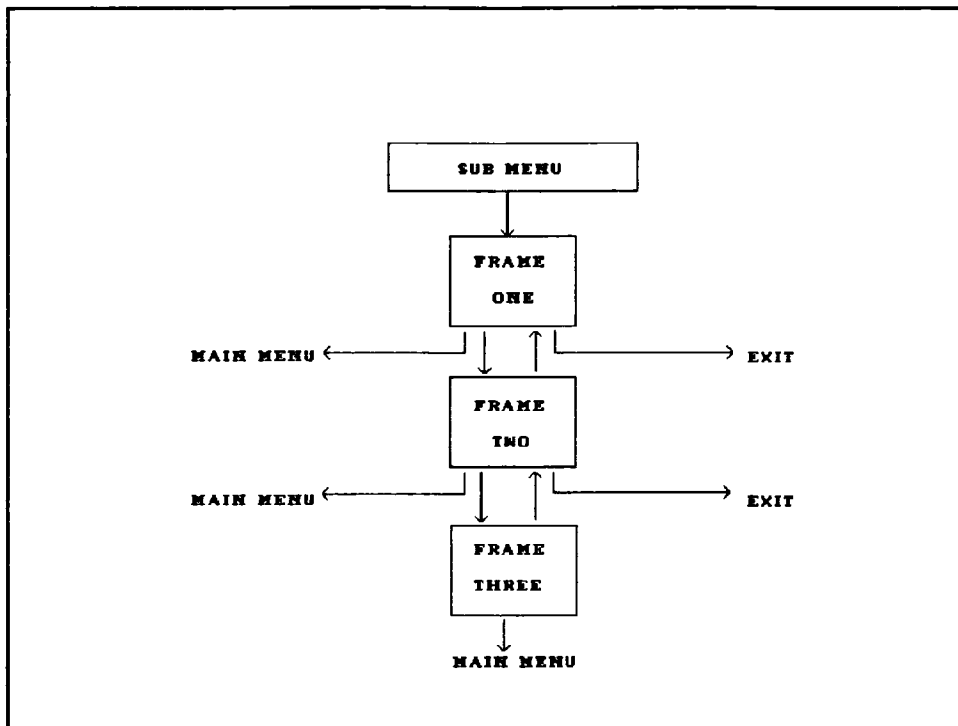 SUB MENU
FRAME
ONE
MAIN MENU
EXIT
FRAME
TWO
MAIN MENU
EXIT
FRAME
THREE
MAIN MENU